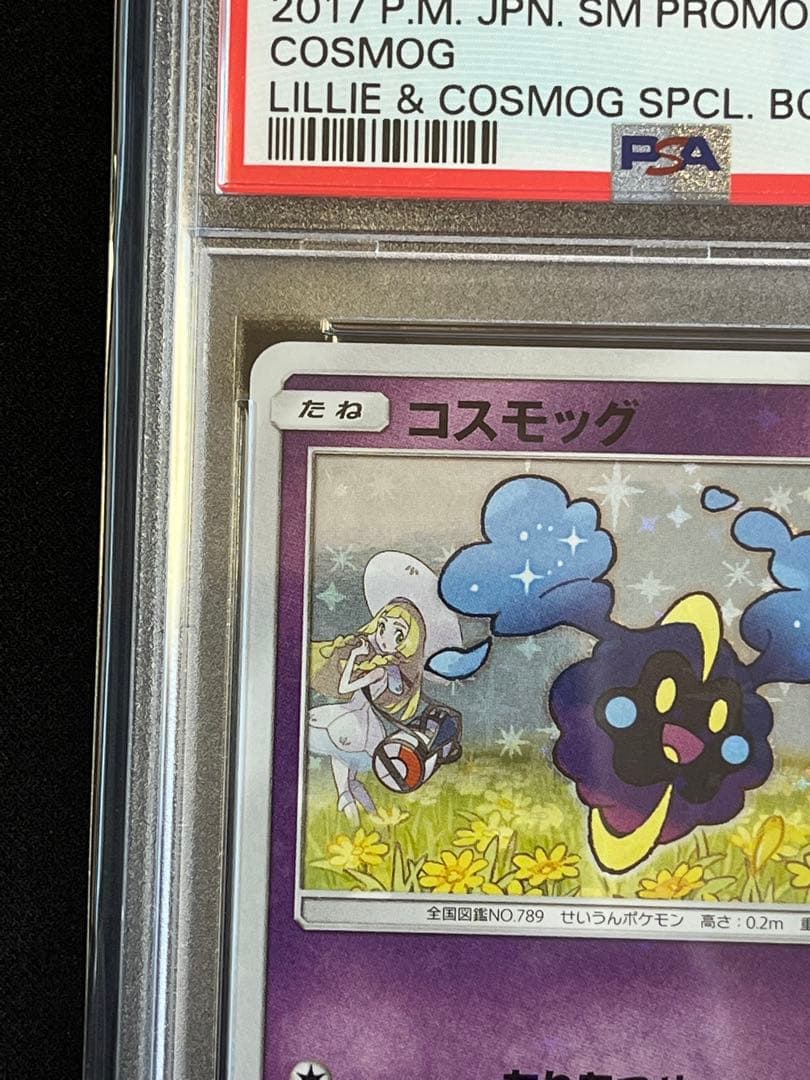 2017 P.M. JPN. SM PROMO
COSMOG
LILLIE & COSMOG SPCL. BO
PSA
たね コスモッグ
全国図鑑NO.789 せいうんポケモン 高さ:0.2m 重